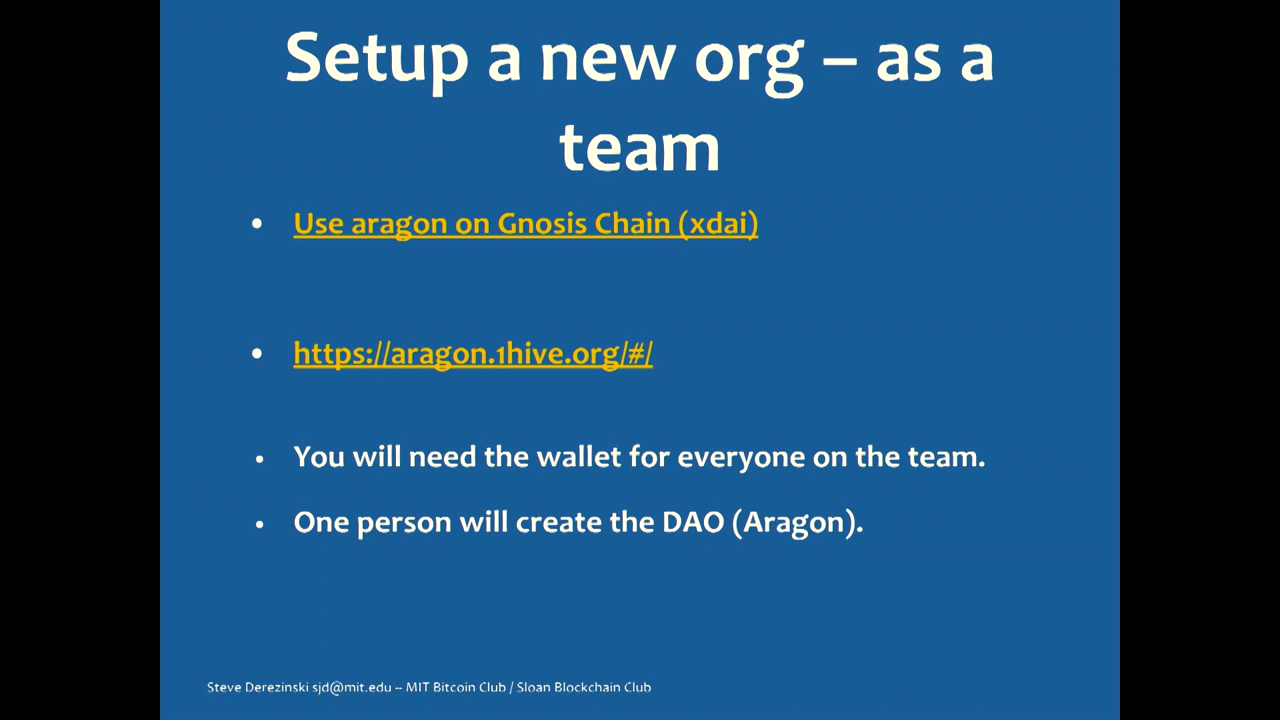 Setup a new org – as a
team
• Use aragon on Gnosis Chain (xdai)
• https://aragon.1hive.org/#/
• You will need the wallet for everyone on the team.
• One person will create the DAO (Aragon).
Steve Derezinski sjd@mit.edu -- MIT Bitcoin Club / Sloan Blockchain Club